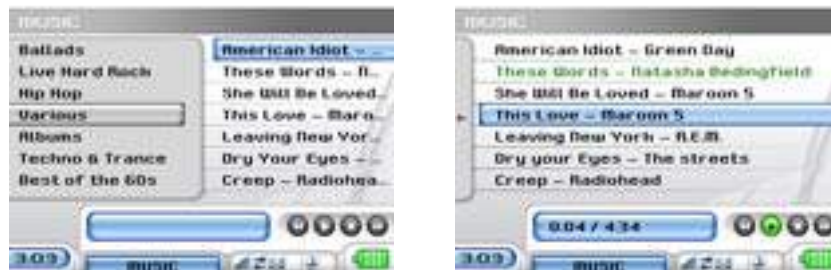 MUSIC
Ballads
Live Hard Rock
Hip Hop
Various
Albums
Techno & Trance
Best of the 60s
American Idiot – ...
These Words – N...
She Will Be Loved...
This Love – Maro...
Leaving New Yor...
Dry Your Eyes – ...
Creep – Radiohea...
3:03
MUSIC
MUSIC
American Idiot – Green Day
These Words – Natasha Bedingfield
She Will Be Loved – Maroon 5
This Love – Maroon 5
Leaving New York – R.E.M.
Dry your Eyes – The streets
Creep – Radiohead
0:04 / 4:34
3:03
MUSIC